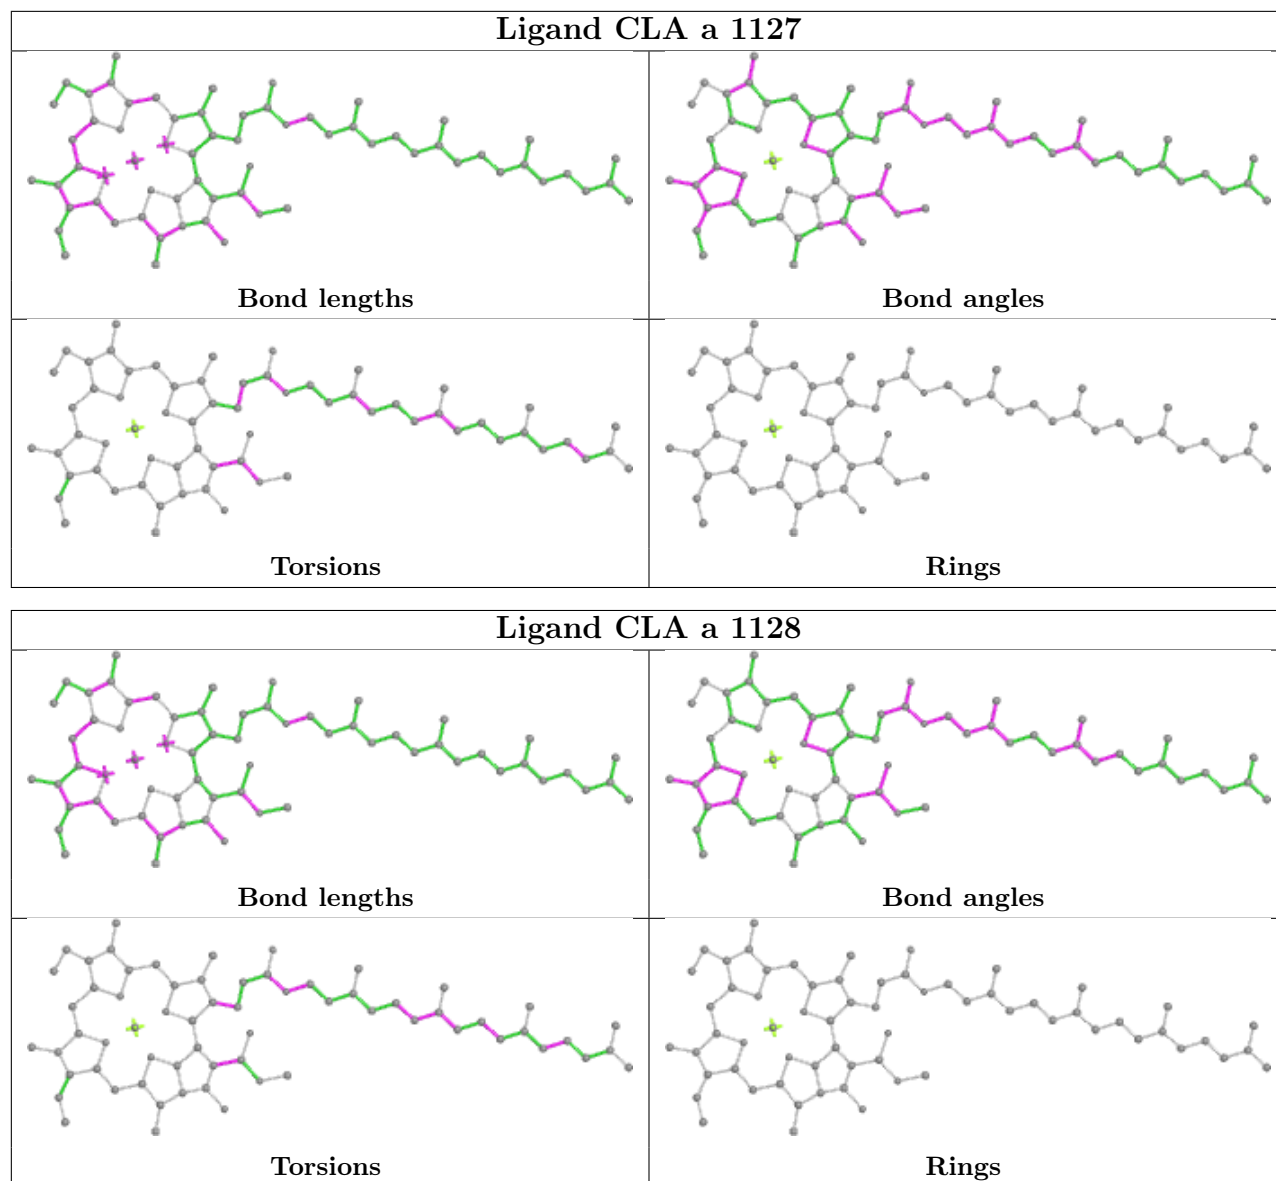 Ligand CLA a 1127
Bond lengths
Bond angles
Torsions
Rings
Ligand CLA a 1128
Bond lengths
Bond angles
Torsions
Rings